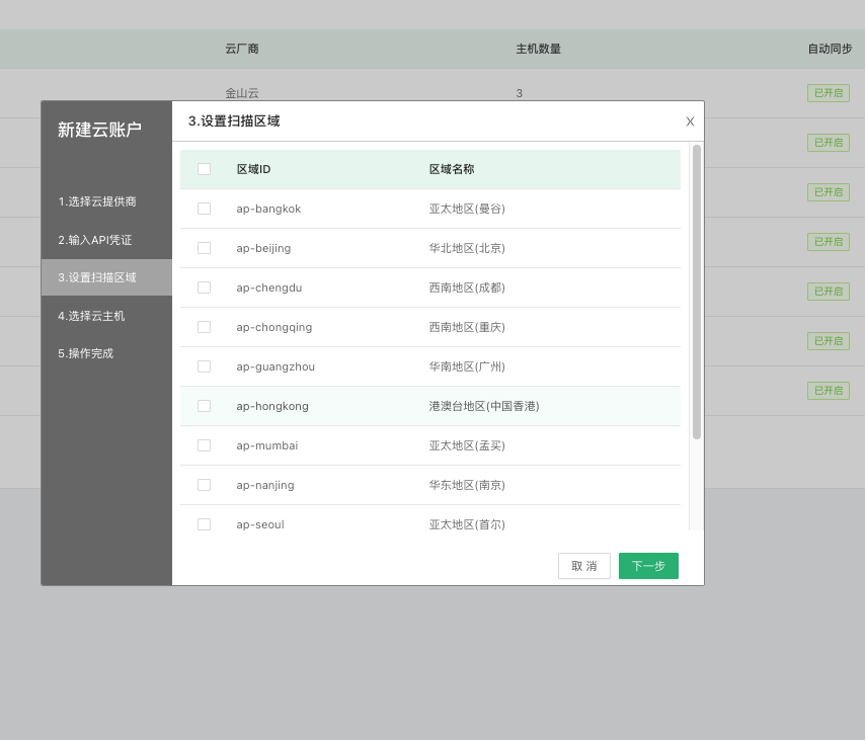 云厂商 主机数量 自动同步
金山云 3 已开启
已开启
已开启
已开启
已开启
已开启
已开启
新建云账户
1.选择云提供商
2.输入API凭证
3.设置扫描区域
4.选择云主机
5.操作完成
3.设置扫描区域 X
区域ID 区域名称
ap-bangkok 亚太地区(曼谷)
ap-beijing 华北地区(北京)
ap-chengdu 西南地区(成都)
ap-chongqing 西南地区(重庆)
ap-guangzhou 华南地区(广州)
ap-hongkong 港澳台地区(中国香港)
ap-mumbai 亚太地区(孟买)
ap-nanjing 华东地区(南京)
ap-seoul 亚太地区(首尔)
取 消 下一步